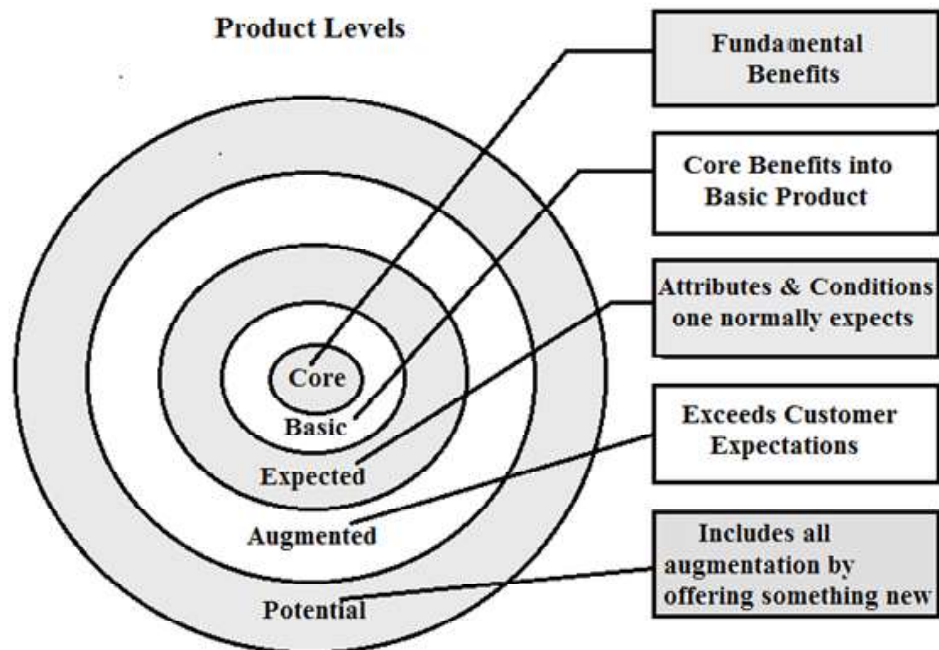 Product Levels
Fundamental
Benefits
Core Benefits into
Basic Product
Attributes & Conditions
one normally expects
Exceeds Customer
Expectations
Includes all
augmentation by
offering something new
Core
Basic
Expected
Augmented
Potential